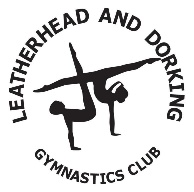 LEATHERHEAD AND DORKING
GYMNASTICS CLUB